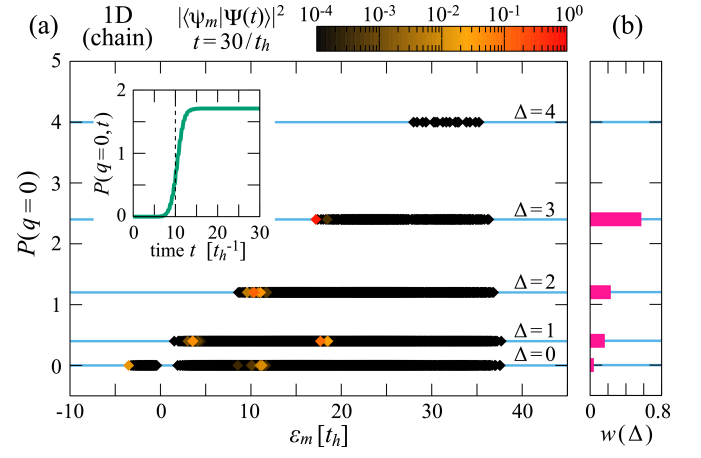 (a)
1D
(chain)
|⟨ψₘ|Ψ(t)⟩|²
t=30/tₕ
10⁻⁴ 10⁻³ 10⁻² 10⁻¹ 10⁰
(b)
P(q=0)
5
4
3
2
1
0
P(q=0,t)
2
1
0
0 10 20 30
time t [tₕ⁻¹]
Δ=4
Δ=3
Δ=2
Δ=1
Δ=0
-10 0 10 20 30 40
εₘ[tₕ]
0 0.8
w(Δ)